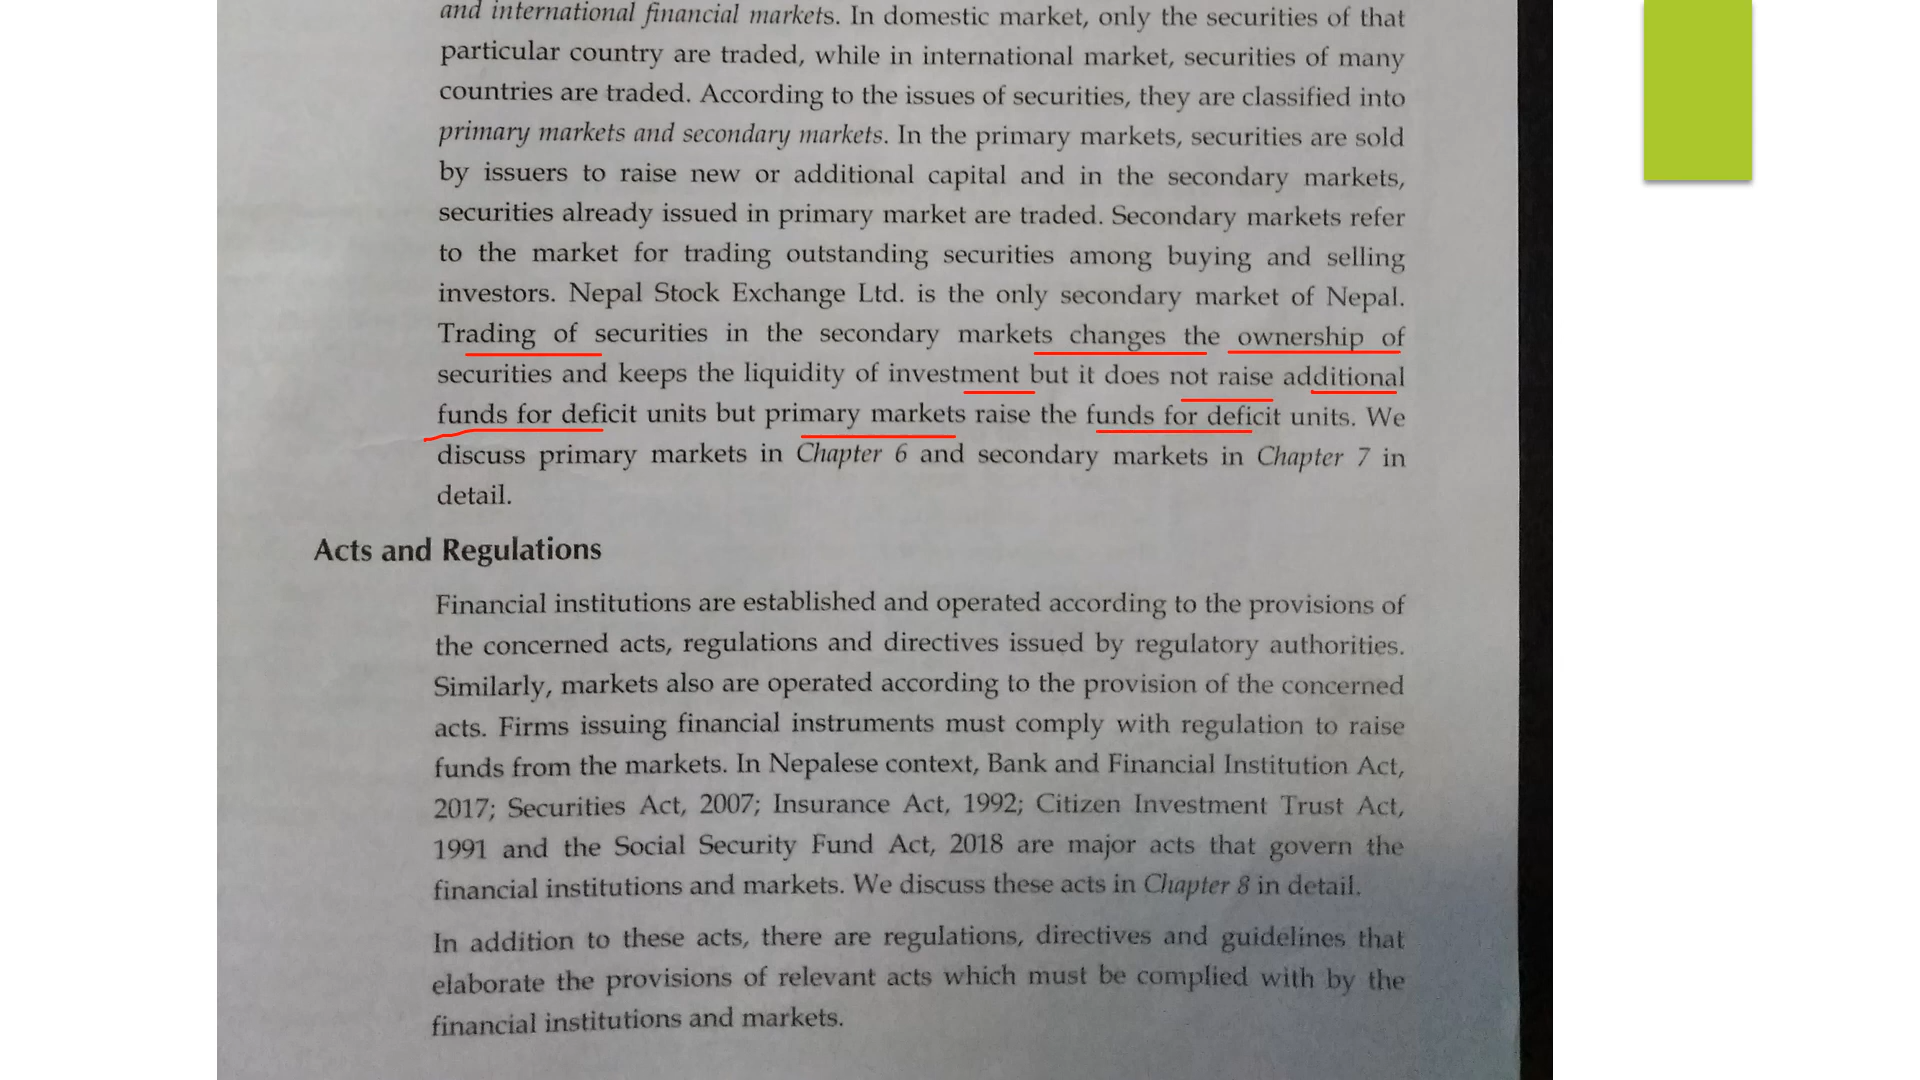 and international financial markets. In domestic market, only the securities of that
particular country are traded, while in international market, securities of many
countries are traded. According to the issues of securities, they are classified into
primary markets and secondary markets. In the primary markets, securities are sold
by issuers to raise new or additional capital and in the secondary markets,
securities already issued in primary market are traded. Secondary markets refer
to the market for trading outstanding securities among buying and selling
investors. Nepal Stock Exchange Ltd. is the only secondary market of Nepal.
Trading of securities in the secondary markets changes the ownership of
securities and keeps the liquidity of investment but it does not raise additional
funds for deficit units but primary markets raise the funds for deficit units. We
discuss primary markets in Chapter 6 and secondary markets in Chapter 7 in
detail.
Acts and Regulations
Financial institutions are established and operated according to the provisions of
the concerned acts, regulations and directives issued by regulatory authorities.
Similarly, markets also are operated according to the provision of the concerned
acts. Firms issuing financial instruments must comply with regulation to raise
funds from the markets. In Nepalese context, Bank and Financial Institution Act,
2017; Securities Act, 2007; Insurance Act, 1992; Citizen Investment Trust Act,
1991 and the Social Security Fund Act, 2018 are major acts that govern the
financial institutions and markets. We discuss these acts in Chapter 8 in detail.
In addition to these acts, there are regulations, directives and guidelines that
elaborate the provisions of relevant acts which must be complied with by the
financial institutions and markets.